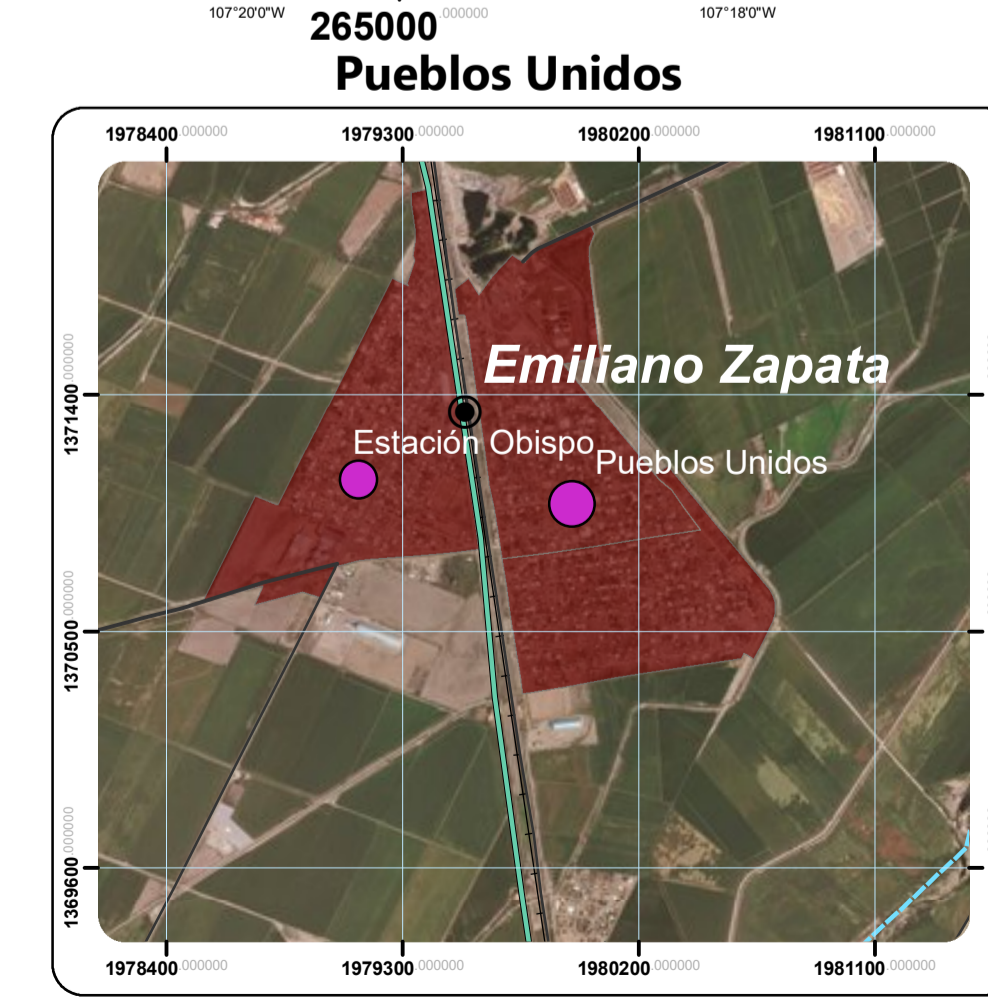 107°20'0"W 107°18'0"W
265000 .000000
Pueblos Unidos
1978400.000000 1979300.000000 1980200.000000 1981100.000000
1371400.000000
1370500.000000
1369600.000000
Emiliano Zapata
Estación Obispo
Pueblos Unidos
1978400.000000 1979300.000000 1980200.000000 1981100.000000